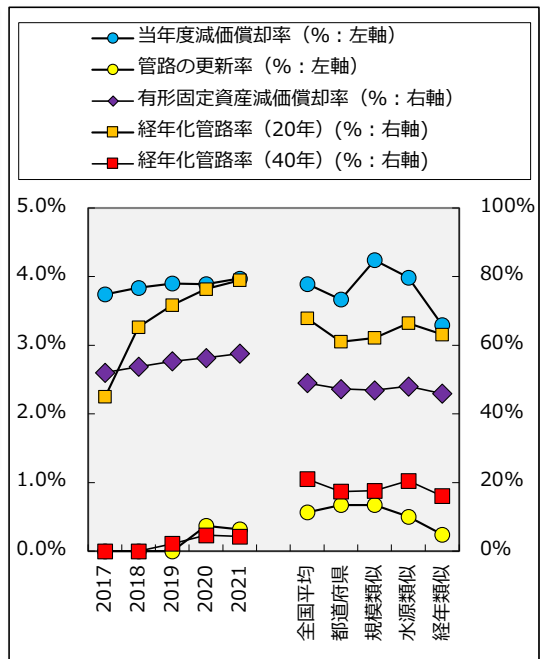 当年度減価償却率（%：左軸）
管路の更新率（%：左軸）
有形固定資産減価償却率（%：右軸）
経年化管路率（20年）(%：右軸)
経年化管路率（40年）(%：右軸)
5.0% 100%
4.0% 80%
3.0% 60%
2.0% 40%
1.0% 20%
0.0% 0%
2017
2018
2019
2020
2021
全国平均
都道府県
規模類似
水源類似
経年類似